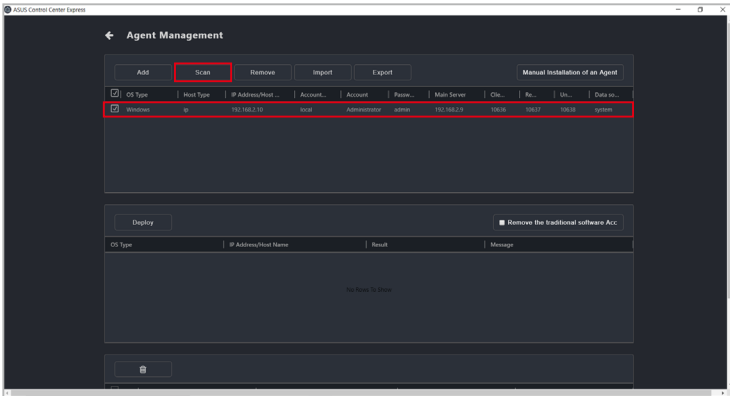 ASUS Control Center Express
Agent Management
Add Scan Remove Import Export Manual Installation of an Agent
OS Type Host Type IP Address/Host ... Account... Account Passw... Main Server Clie... Re... Un... Data so...
Windows ip 192.168.2.10 local Administrator admin 192.168.2.9 10636 10637 10638 system
Deploy Remove the traditional software Acc
OS Type IP Address/Host Name Result Message
No Rows To Show